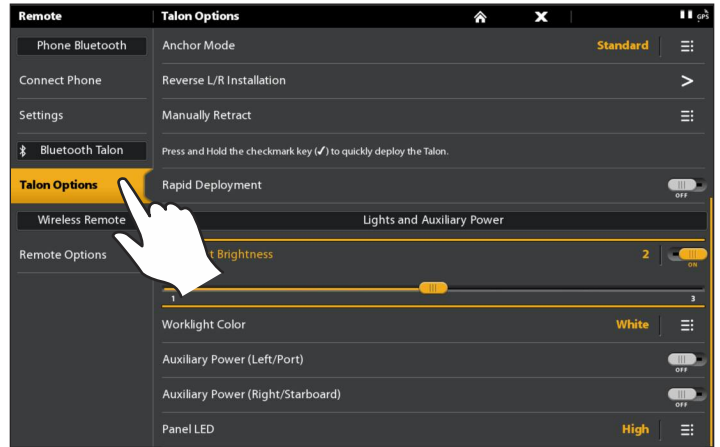 Remote
Talon Options
X
GPS
Phone Bluetooth
Connect Phone
Settings
Bluetooth Talon
Talon Options
Wireless Remote
Remote Options
Anchor Mode Standard
Reverse L/R Installation >
Manually Retract
Press and Hold the checkmark key (✓) to quickly deploy the Talon.
Rapid Deployment OFF
Lights and Auxiliary Power
t Brightness 2 ON
1 3
Worklight Color White
Auxiliary Power (Left/Port) OFF
Auxiliary Power (Right/Starboard) OFF
Panel LED High